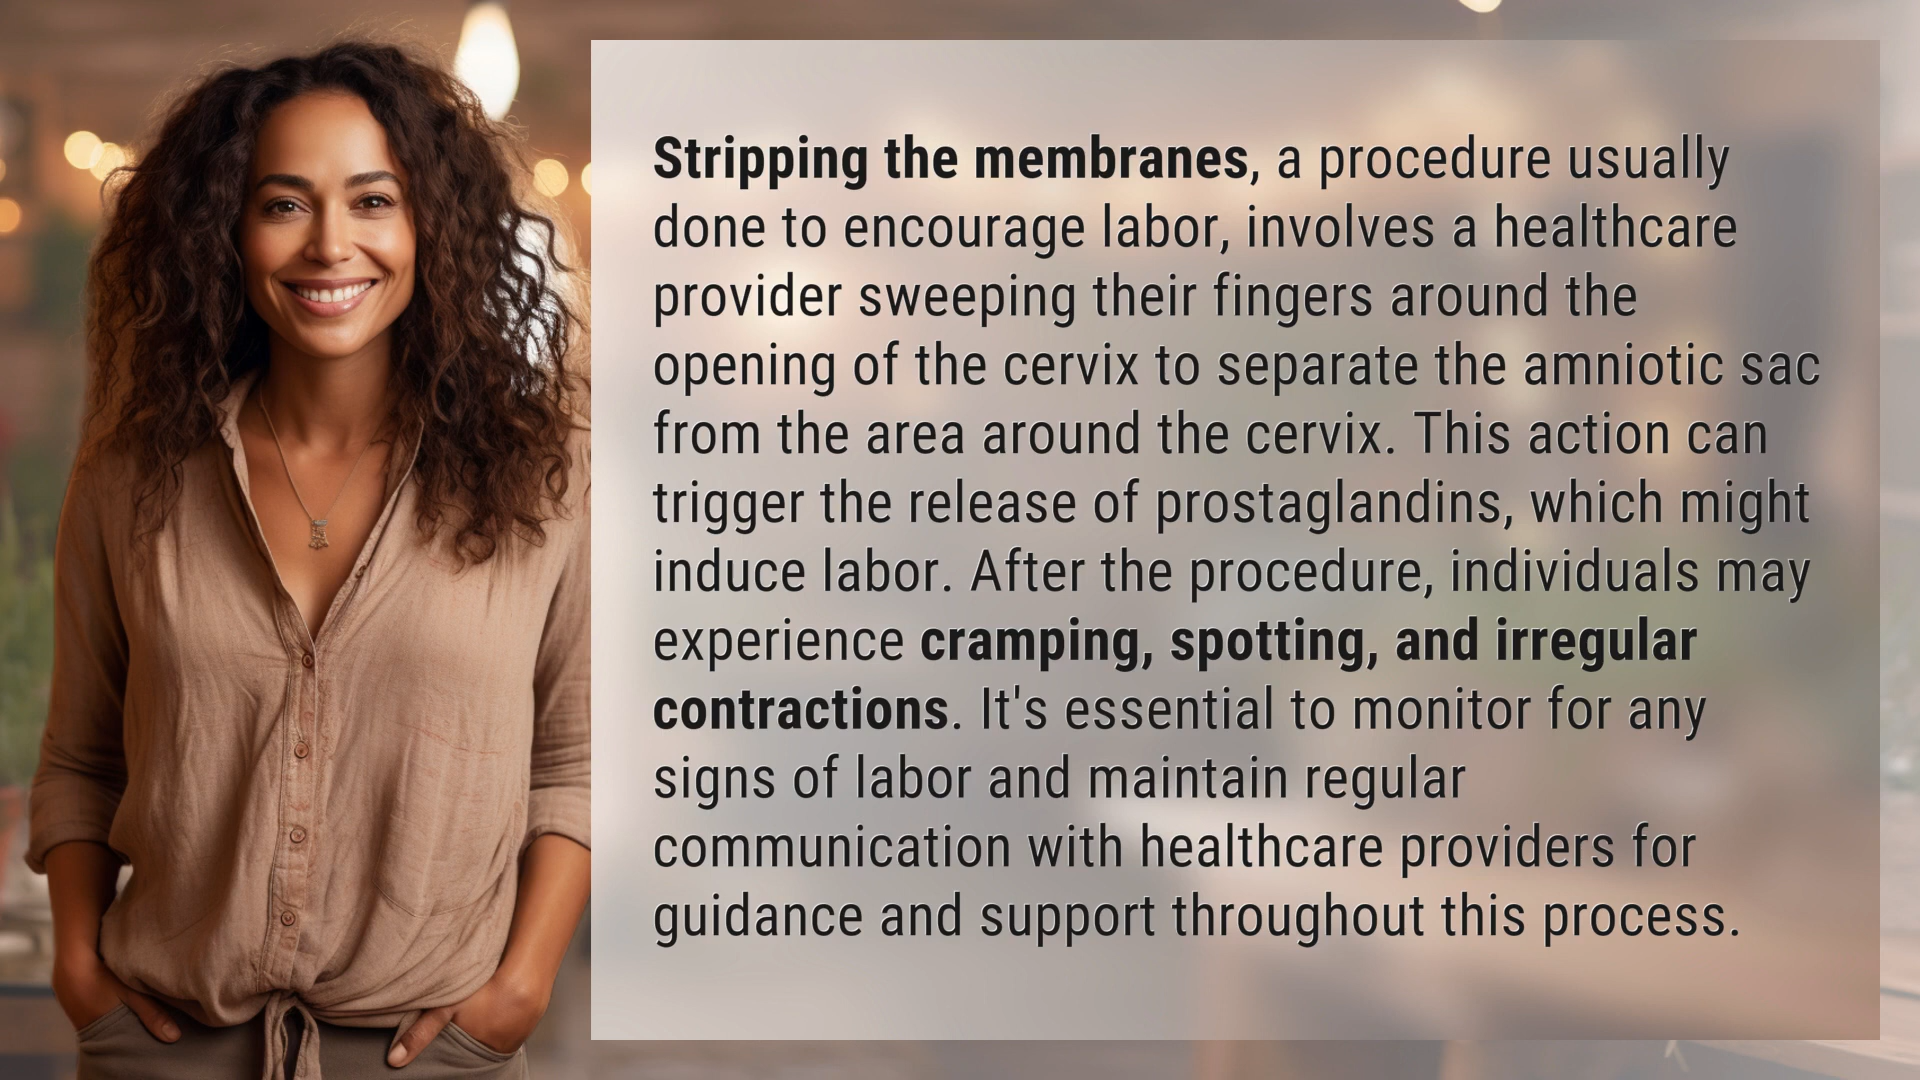 Stripping the membranes, a procedure usually
done to encourage labor, involves a healthcare
provider sweeping their fingers around the
opening of the cervix to separate the amniotic sac
from the area around the cervix. This action can
trigger the release of prostaglandins, which might
induce labor. After the procedure, individuals may
experience cramping, spotting, and irregular
contractions. It's essential to monitor for any
signs of labor and maintain regular
communication with healthcare providers for
guidance and support throughout this process.